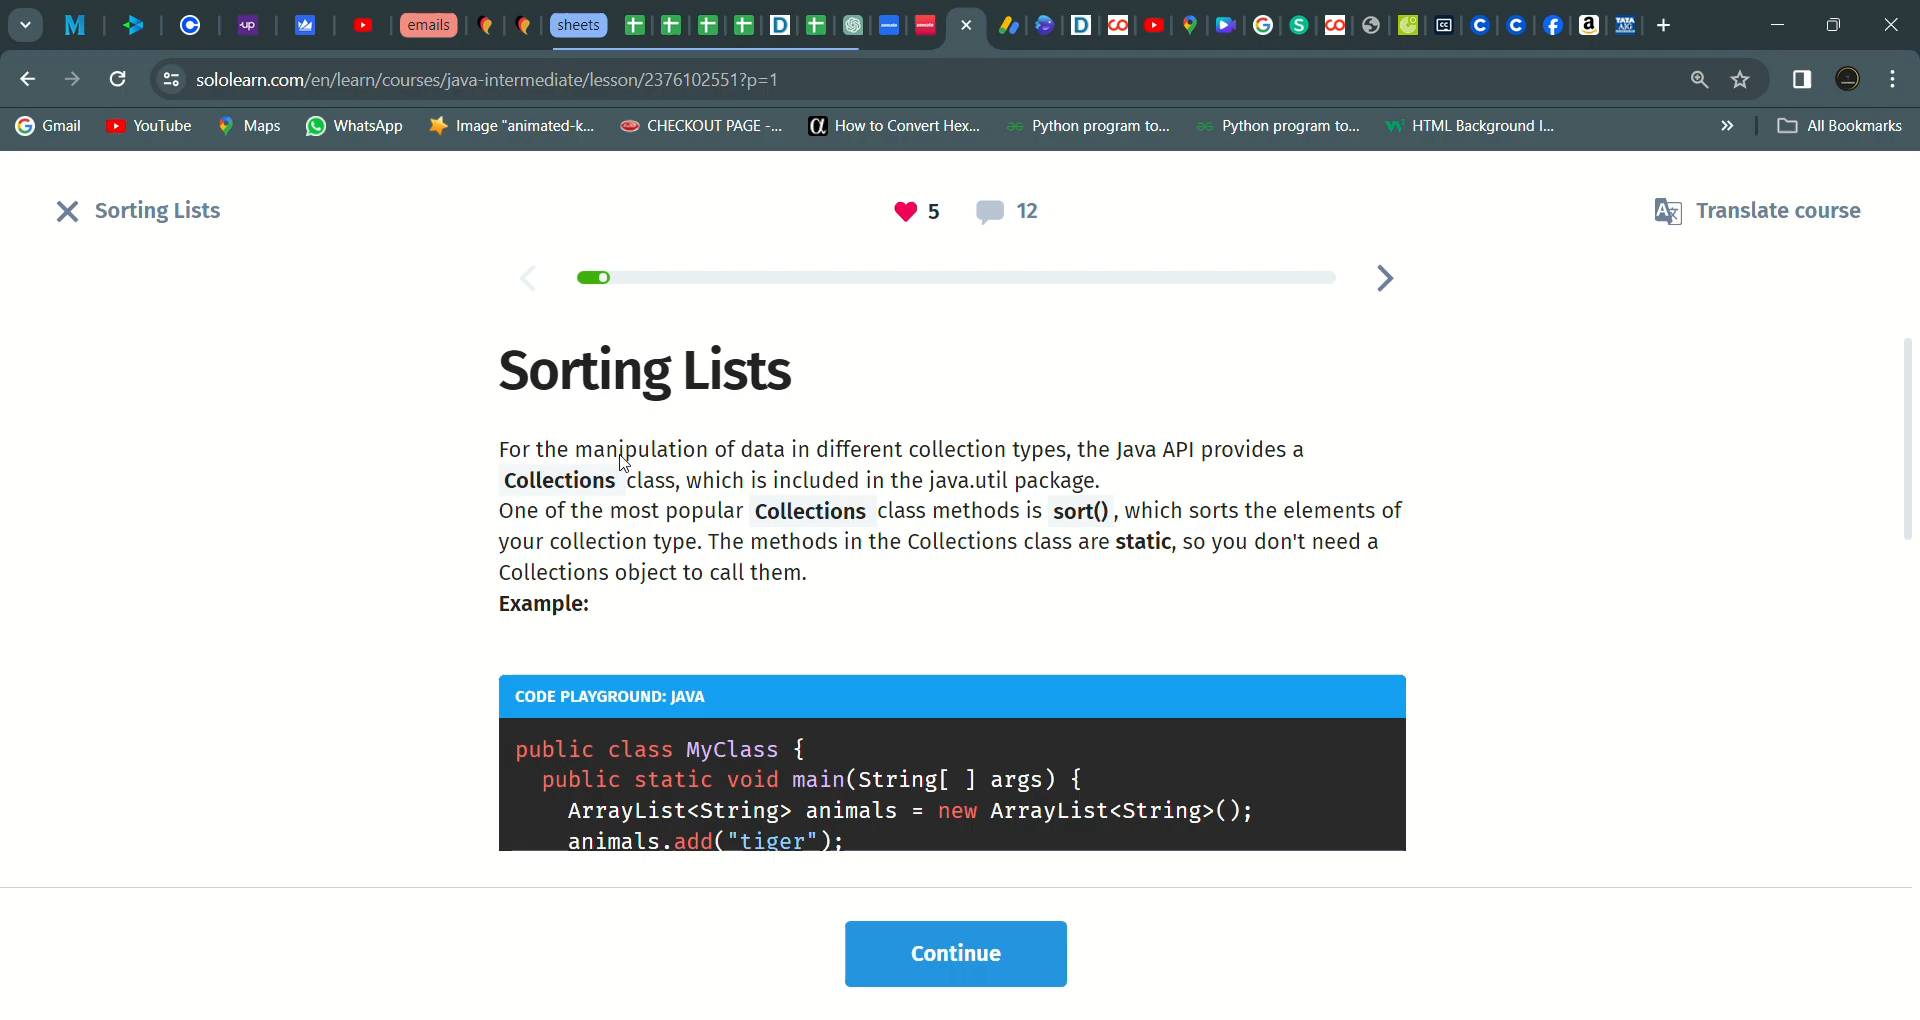 emails
sheets
sololearn.com/en/learn/courses/java-intermediate/lesson/2376102551?p=1
Gmail
YouTube
Maps
WhatsApp
Image "animated-k...
CHECKOUT PAGE -...
How to Convert Hex...
Python program to...
Python program to...
HTML Background I...
»
All Bookmarks
Sorting Lists
5
12
Translate course
Sorting Lists
For the manipulation of data in different collection types, the Java API provides a
Collections class, which is included in the java.util package.
One of the most popular Collections class methods is sort(), which sorts the elements of
your collection type. The methods in the Collections class are static, so you don't need a
Collections object to call them.
Example:
CODE PLAYGROUND: JAVA
public class MyClass {
public static void main(String[ ] args) {
ArrayList<String> animals = new ArrayList<String>();
animals.add("tiger");
Continue